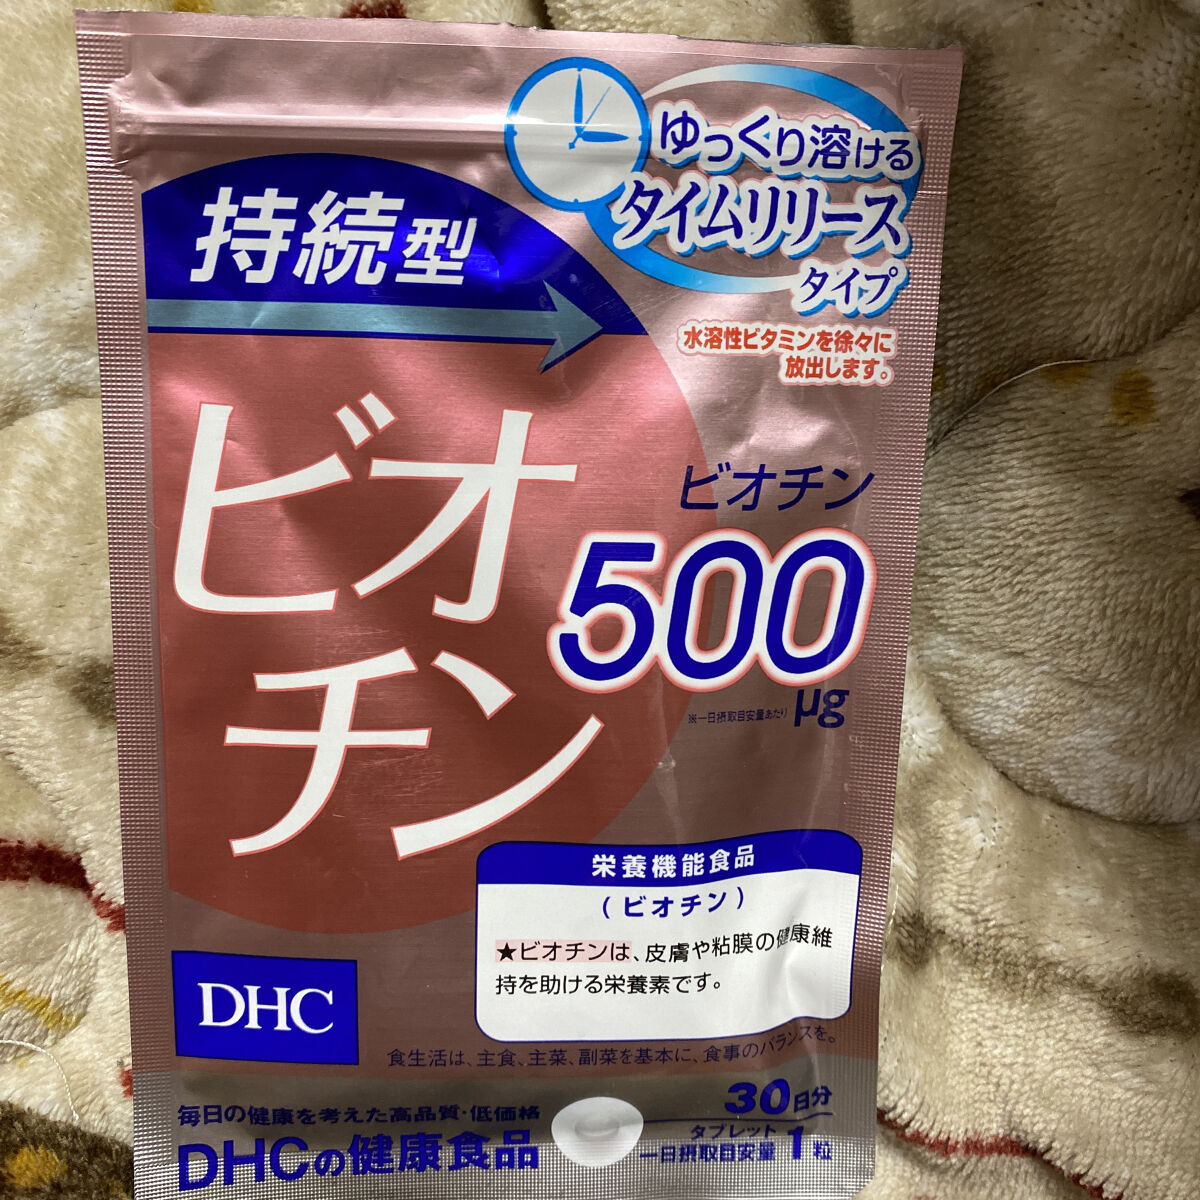 ゆっくり溶ける
タイムリリース
タイプ
水溶性ビタミンを徐々に
放出します。
持続型
ビオ
チン
ビオチン
500
μg
※一日摂取目安量あたり
栄養機能食品
(ビオチン)
★ビオチンは、皮膚や粘膜の健康維
持を助ける栄養素です。
DHC
食生活は、主食、主菜、副菜を基本に、食事のバランスを。
毎日の健康を考えた高品質・低価格
DHCの健康食品
30日分
タブレット
一日摂取目安量 1粒